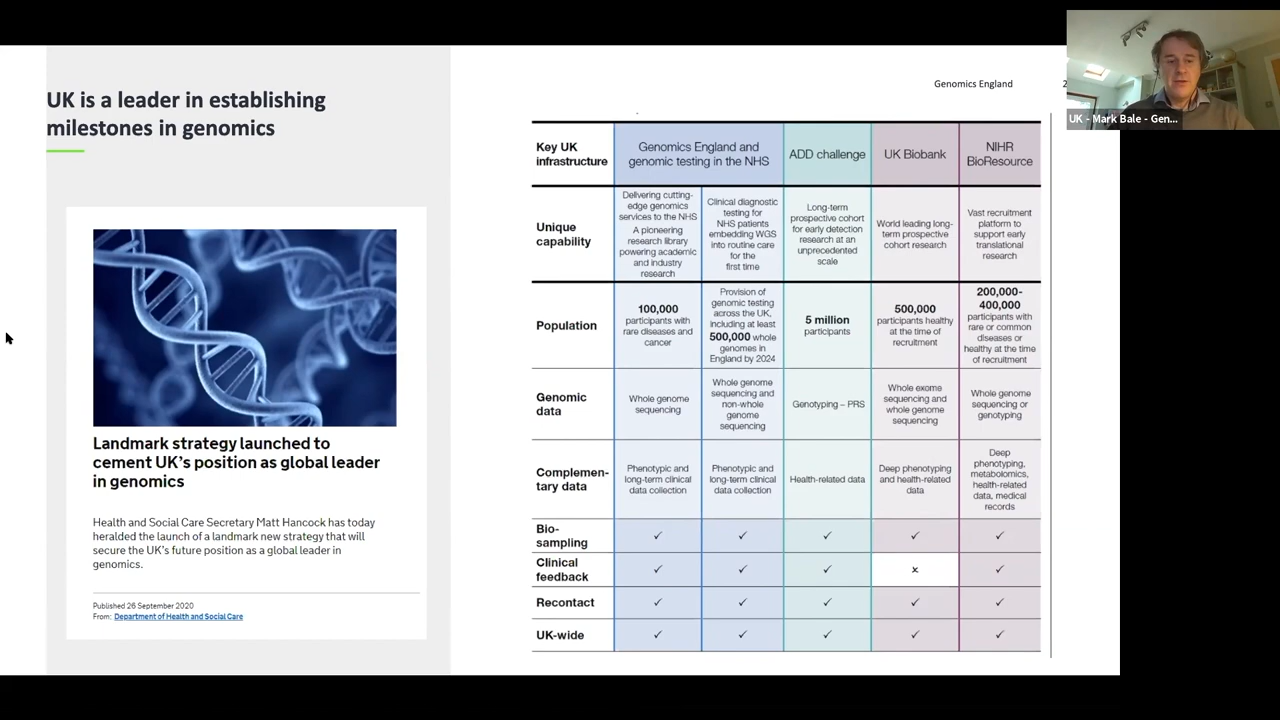 UK is a leader in establishing
milestones in genomics
Landmark strategy launched to
cement UK's position as global leader
in genomics
Health and Social Care Secretary Matt Hancock has today
heralded the launch of a landmark new strategy that will
secure the UK's future position as a global leader in
genomics.
Published 26 September 2020
From: Department of Health and Social Care
Genomics England
2
UK - Mark Bale - Gen...
Key UK
infrastructure
Genomics England and
genomic testing in the NHS
ADD challenge
UK Biobank
NIHR
BioResource
Unique
capability
Delivering cutting-
edge genomics
services to the NHS
A pioneering
research library
powering academic
and industry
research
Clinical diagnostic
testing for
NHS patients
embedding WGS
into routine care
for the
first time
Long-term
prospective cohort
for early detection
research at an
unprecedented
scale
World leading long-
term prospective
cohort research
Vast recruitment
platform to
support early
translational
research
Population
100,000
participants with
rare diseases and
cancer
Provision of
genomic testing
across the UK,
including at least
500,000 whole
genomes in
England by 2024
5 million
participants
500,000
participants healthy
at the time of
recruitment
200,000-
400,000
participants with
rare or common
diseases or
healthy at the time
of recruitment
Genomic
data
Whole genome
sequencing
Whole genome
sequencing and
non-whole
genome
sequencing
Genotyping – PRS
Whole exome
sequencing and
whole genome
sequencing
Whole genome
sequencing or
genotyping
Complemen-
tary data
Phenotypic and
long-term clinical
data collection
Phenotypic and
long-term clinical
data collection
Health-related data
Deep phenotyping
and health-related
data
Deep
phenotyping,
metabolomics,
health-related
data, medical
records
Bio-
sampling
✓ ✓ ✓ ✓ ✓
Clinical
feedback
✓ ✓ ✓ x ✓
Recontact
✓ ✓ ✓ ✓ ✓
UK-wide
✓ ✓ ✓ ✓ ✓